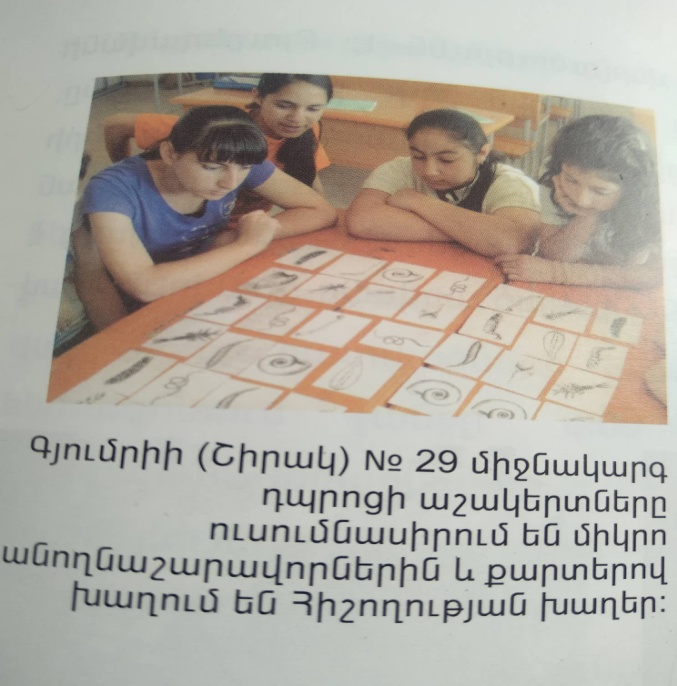 Գյումրիի (Շիրակ) № 29 միջնակարգ
դպրոցի աշակերտները
ուսումնասիրում են միկրո
անողնաշարավորներին և քարտերով
խաղում են Հիշողության խաղեր: